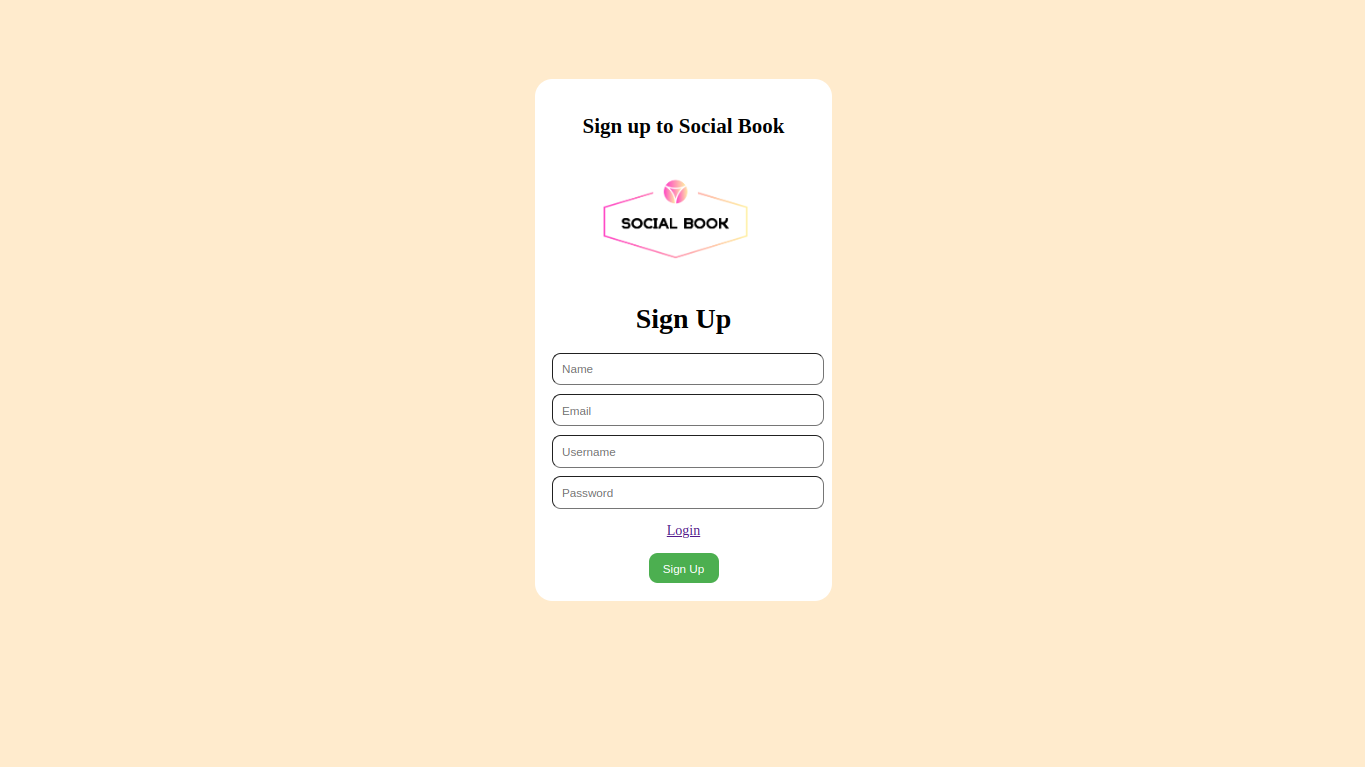 Sign up to Social Book
SOCIAL BOOK
Sign Up
Name
Email
Username
Password
Login
Sign Up